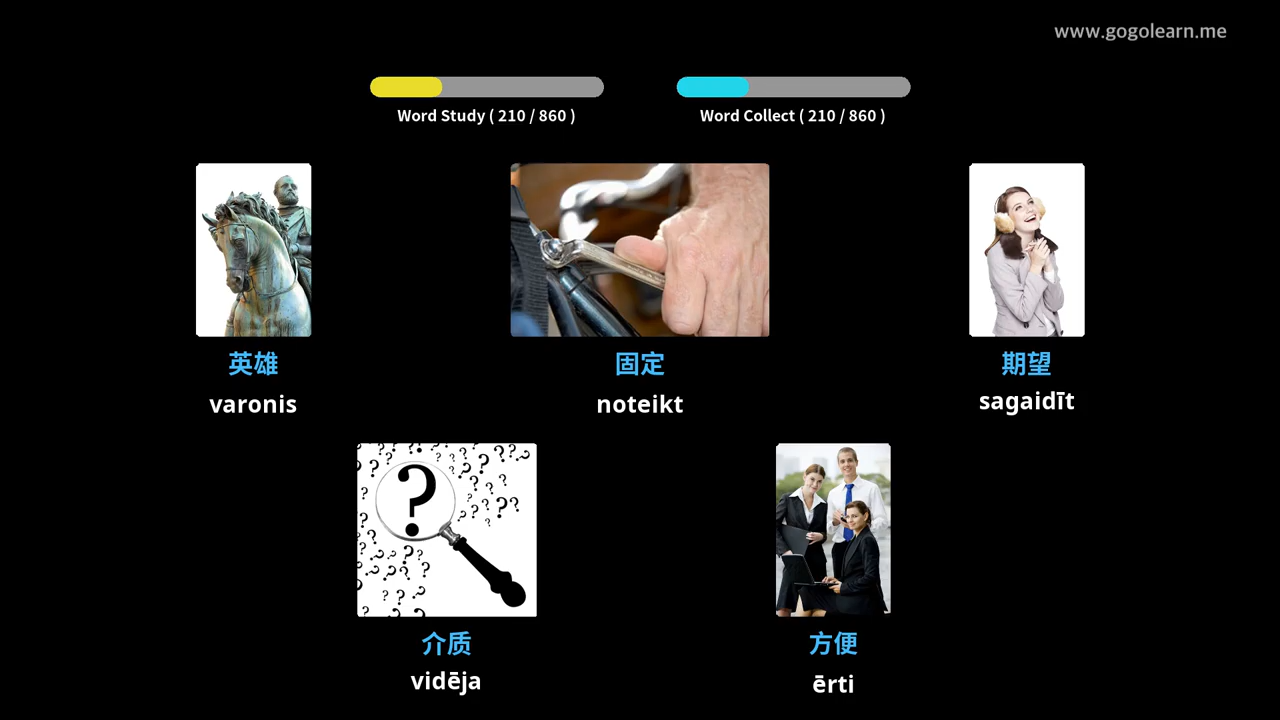 www.gogolearn.me
Word Study ( 210 / 860 )
Word Collect ( 210 / 860 )
英雄
varonis
固定
noteikt
期望
sagaidīt
介质
vidēja
方便
ērti